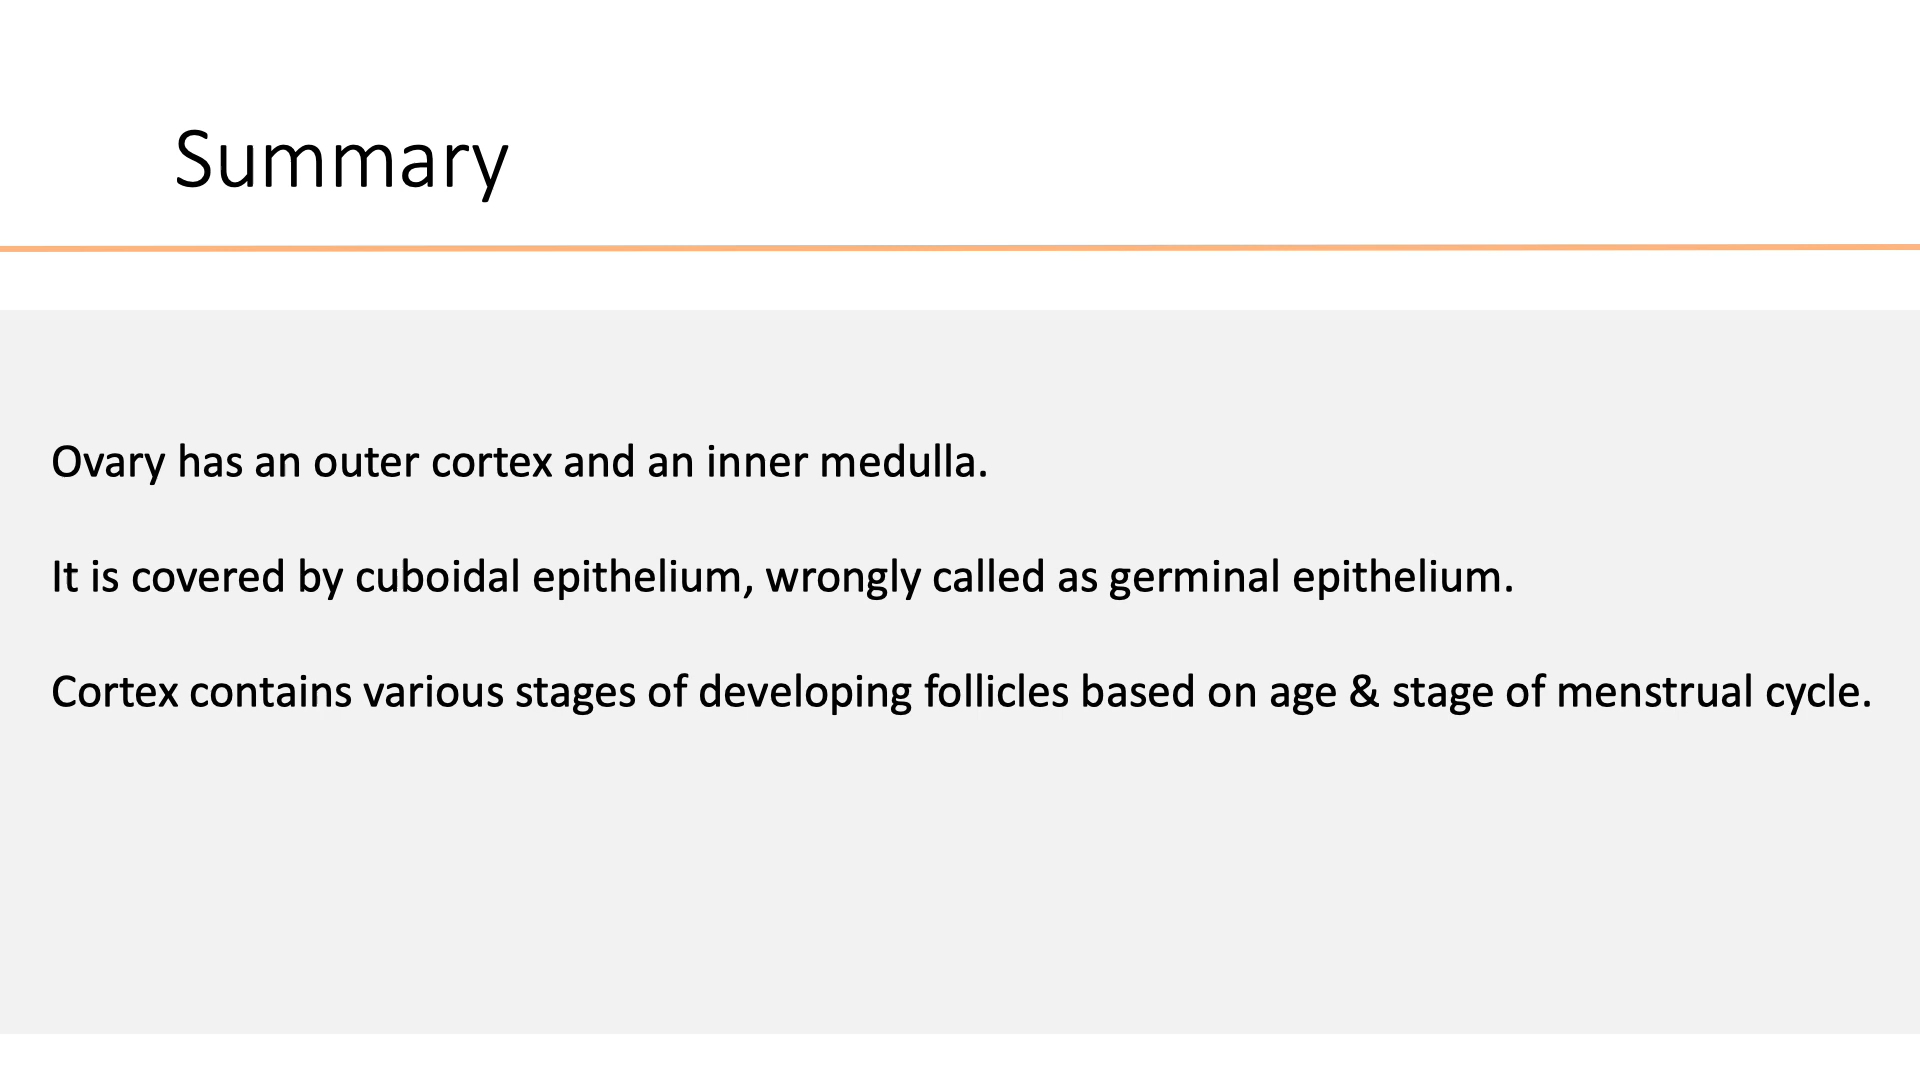 Summary
Ovary has an outer cortex and an inner medulla.
It is covered by cuboidal epithelium, wrongly called as germinal epithelium.
Cortex contains various stages of developing follicles based on age & stage of menstrual cycle.